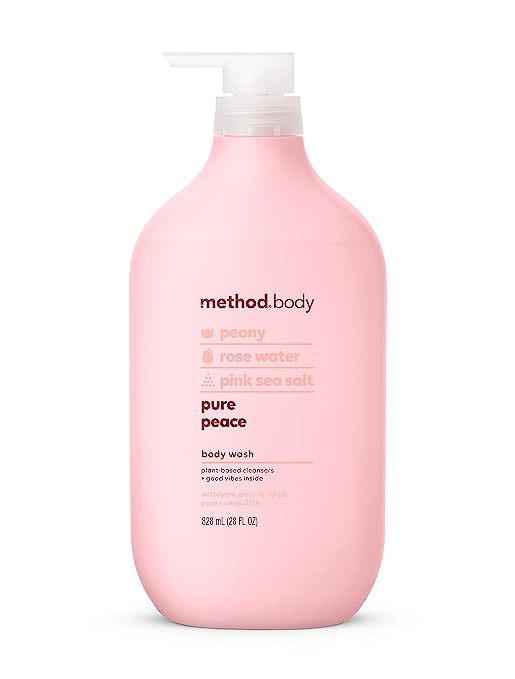 method.body
peony
rose water
pink sea salt
pure
peace
body wash
plant-based cleansers
+ good vibes inside
nettoyant pour le corps
pure tranquillité
828 mL (28 FL OZ)